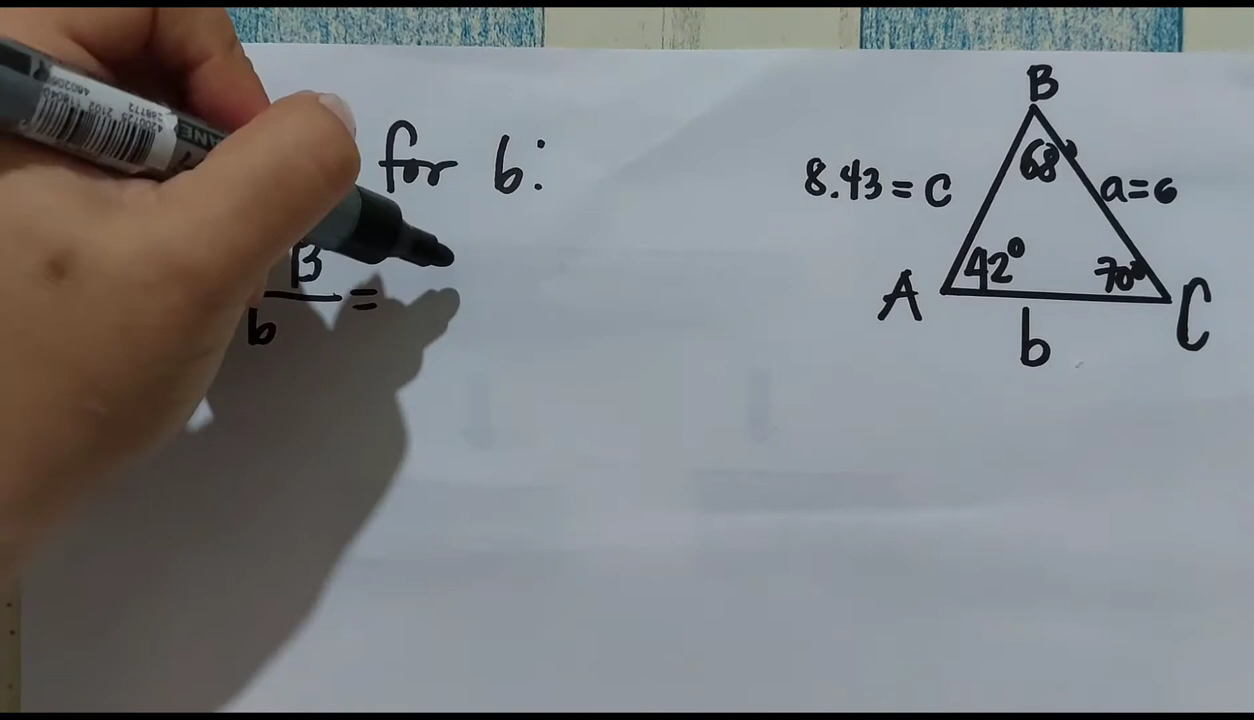 for b:
B
b
=
B
68°
8.43 = C
a = 6
42°
70°
A
C
b